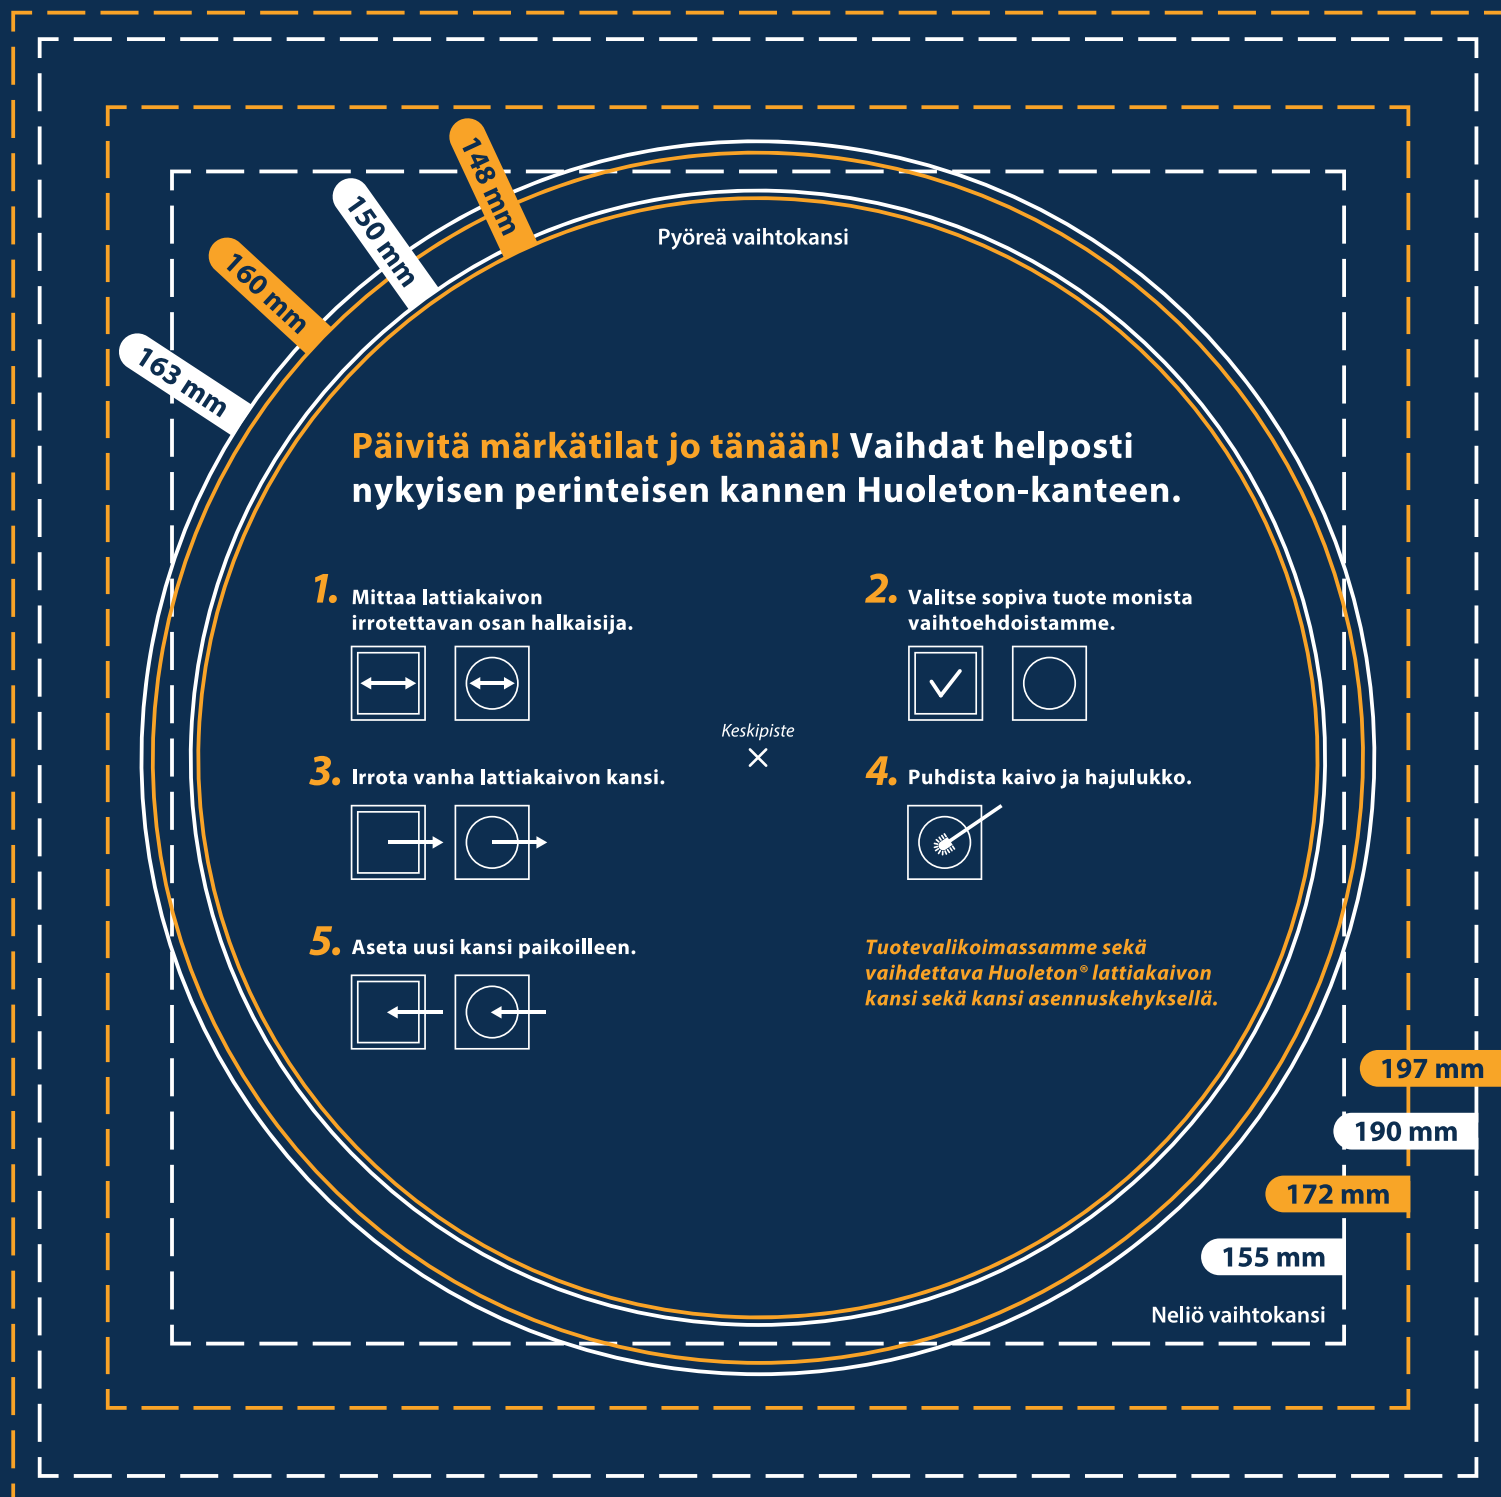 148 mm
150 mm
160 mm
163 mm
Pyöreä vaihtokansi
Päivitä märkätilat jo tänään! Vaihdat helposti
nykyisen perinteisen kannen Huoleton-kanteen.
1. Mittaa lattiakaivon
irrotettavan osan halkaisija.
2. Valitse sopiva tuote monista
vaihtoehdoistamme.
Keskipiste
3. Irrota vanha lattiakaivon kansi.
4. Puhdista kaivo ja hajulukko.
5. Aseta uusi kansi paikoilleen.
Tuotevalikoimassamme sekä
vaihdettava Huoleton® lattiakaivon
kansi sekä kansi asennuskehyksellä.
197 mm
190 mm
172 mm
155 mm
Neliö vaihtokansi